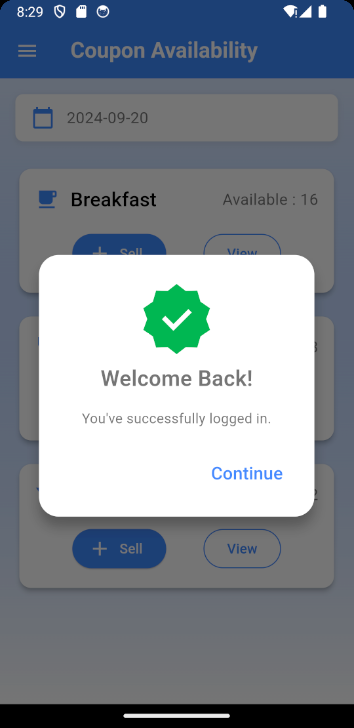 8:29
Coupon Availability
2024-09-20
Breakfast
Available : 16
Sell
View
Welcome Back!
You've successfully logged in.
Continue
Sell
View